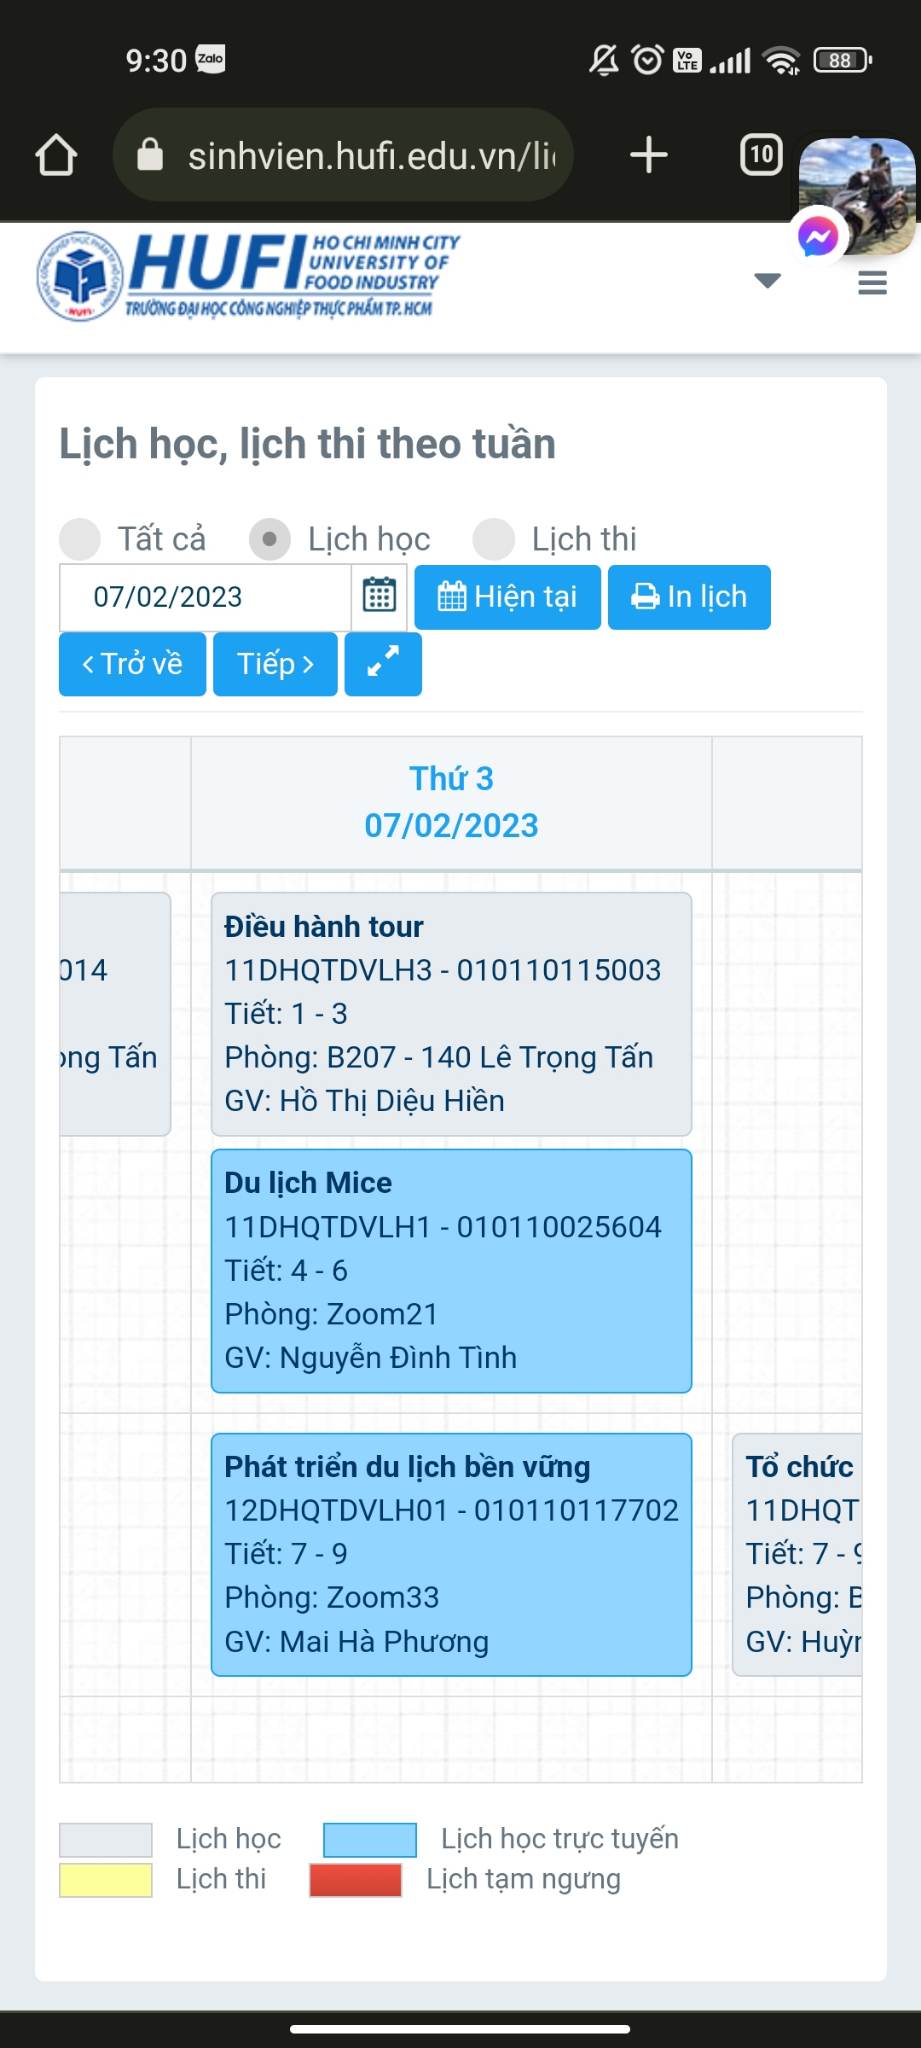 9:30 Zalo
Vo LTE 88
sinhvien.hufi.edu.vn/li
10
HUFI
HO CHI MINH CITY
UNIVERSITY OF
FOOD INDUSTRY
TRƯỜNG ĐẠI HỌC CÔNG NGHIỆP THỰC PHẨM TP. HCM
Lịch học, lịch thi theo tuần
Tất cả Lịch học Lịch thi
07/02/2023 Hiện tại In lịch
Trở về Tiếp
Thứ 3
07/02/2023
014
ong Tấn
Điều hành tour
11DHQTDVLH3 - 010110115003
Tiết: 1 - 3
Phòng: B207 - 140 Lê Trọng Tấn
GV: Hồ Thị Diệu Hiền
Du lịch Mice
11DHQTDVLH1 - 010110025604
Tiết: 4 - 6
Phòng: Zoom21
GV: Nguyễn Đình Tình
Phát triển du lịch bền vững
12DHQTDVLH01 - 010110117702
Tiết: 7 - 9
Phòng: Zoom33
GV: Mai Hà Phương
Tổ chức
11DHQT
Tiết: 7 - 9
Phòng: B
GV: Huỳn
Lịch học Lịch học trực tuyến
Lịch thi Lịch tạm ngưng